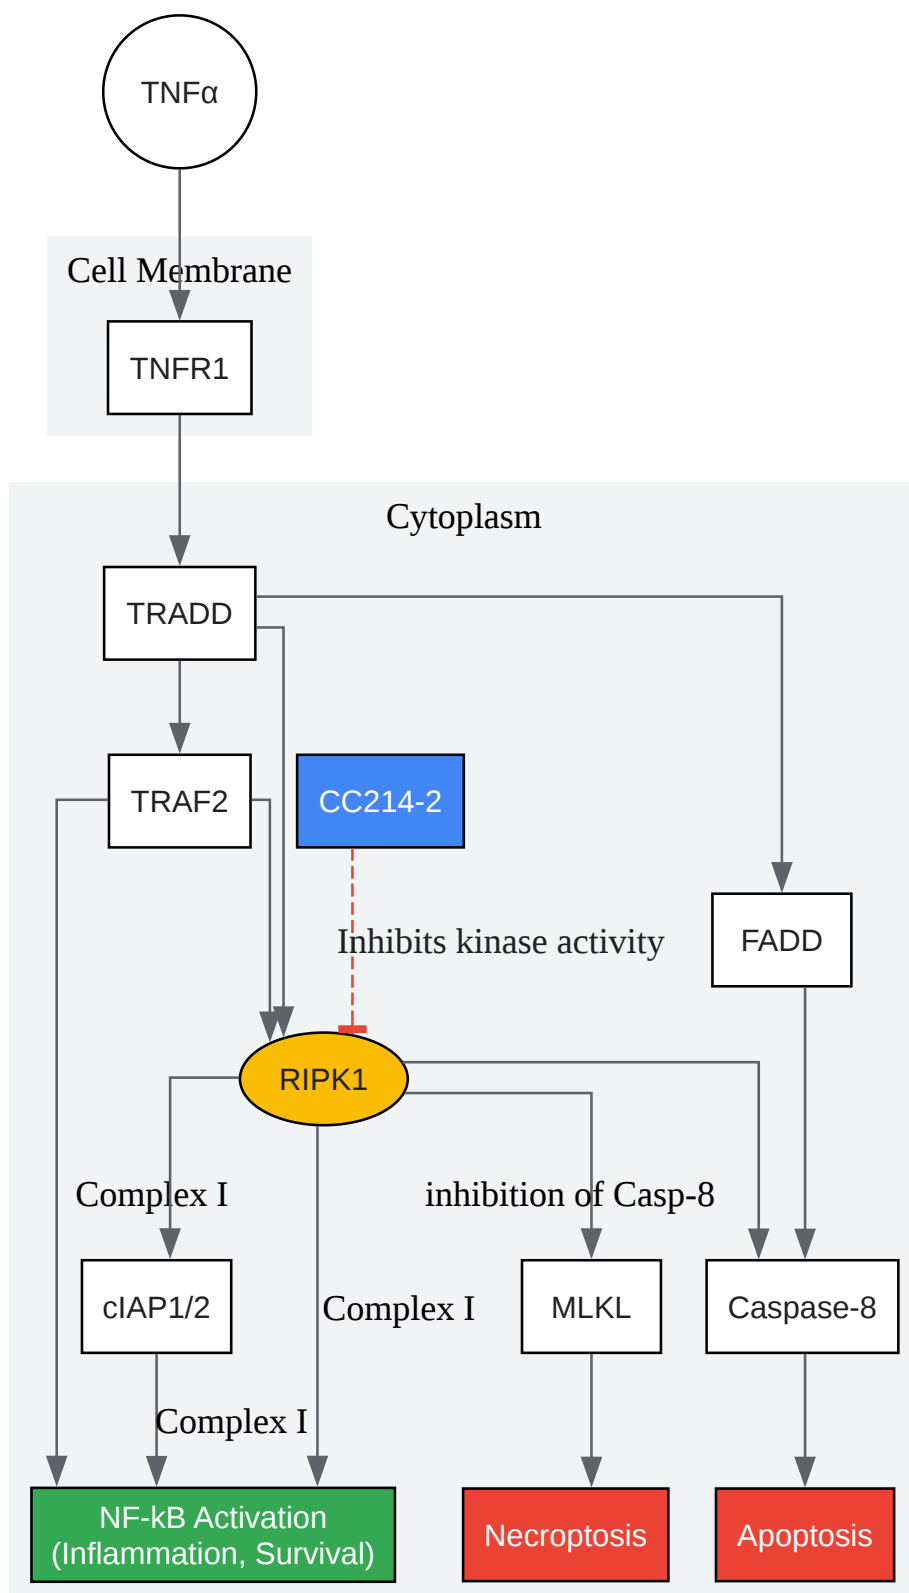 TNFα
Cell Membrane
TNFR1
Cytoplasm
TRADD
TRAF2
CC214-2
Inhibits kinase activity
FADD
RIPK1
Complex I
inhibition of Casp-8
cIAP1/2
Complex I
MLKL
Caspase-8
Complex I
NF-kB Activation
(Inflammation, Survival)
Necroptosis
Apoptosis